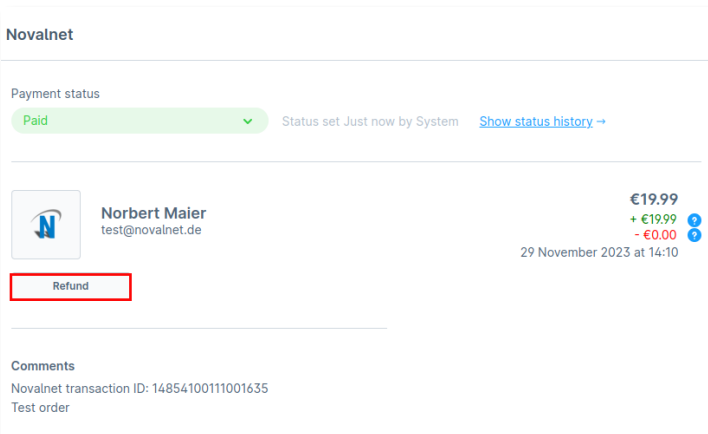 Novalnet
Payment status
Paid
Status set Just now by System Show status history →
N
Norbert Maier
test@novalnet.de
€19.99
+ €19.99 ?
- €0.00 ?
29 November 2023 at 14:10
Refund
Comments
Novalnet transaction ID: 14854100111001635
Test order